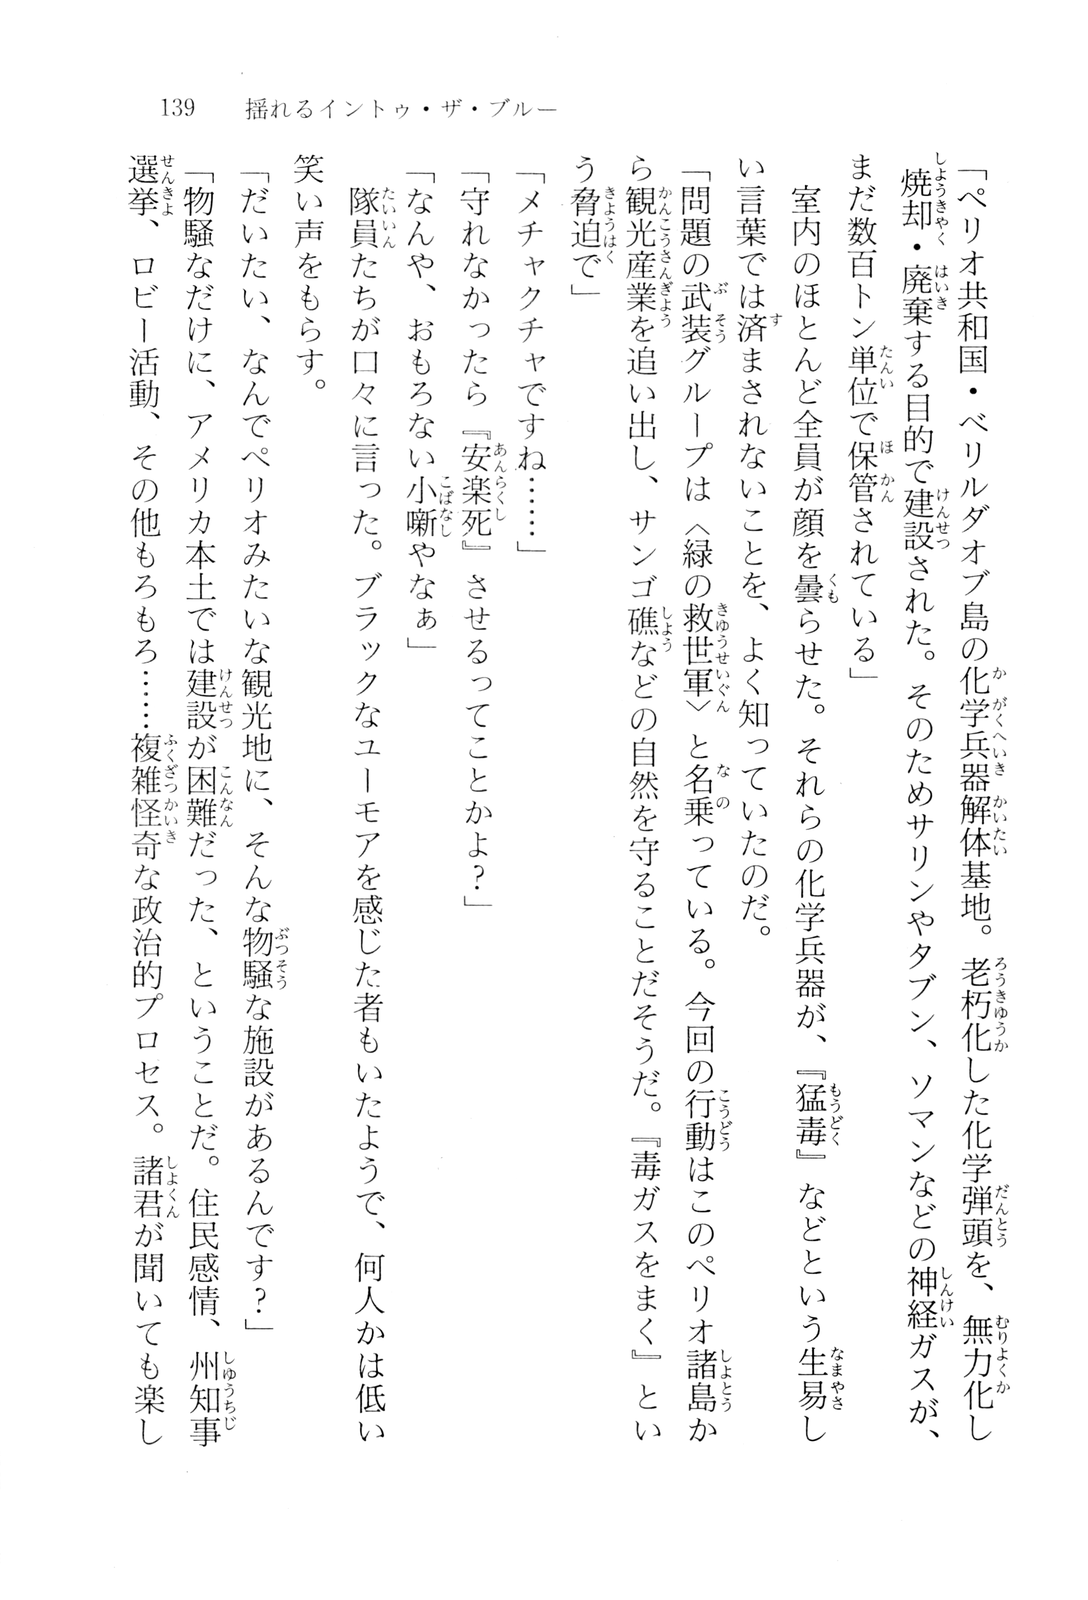 139　揺れるイントゥ・ザ・ブルー
「ペリオ共和国・ベリルダオブ島の化学兵器解体基地。老朽化した化学弾頭を、無力化し
焼却・廃棄する目的で建設された。そのためサリンやタブン、ソマンなどの神経ガスが、
まだ数百トン単位で保管されている」
　室内のほとんど全員が顔を曇らせた。それらの化学兵器が、『猛毒』などという生易し
い言葉では済まされないことを、よく知っていたのだ。
「問題の武装グループは〈緑の救世軍〉と名乗っている。今回の行動はこのペリオ諸島か
ら観光産業を追い出し、サンゴ礁などの自然を守ることだそうだ。『毒ガスをまく』とい
う脅迫で」
「メチャクチャですね……」
「守れなかったら『安楽死』させるってことかよ？」
「なんや、おもろない小噺やなぁ」
　隊員たちが口々に言った。ブラックなユーモアを感じた者もいたようで、何人かは低い
笑い声をもらす。
「だいたい、なんでペリオみたいな観光地に、そんな物騒な施設があるんです？」
「物騒なだけに、アメリカ本土では建設が困難だった、ということだ。住民感情、州知事
選挙、ロビー活動、その他もろもろ……複雑怪奇な政治的プロセス。諸君が聞いても楽し